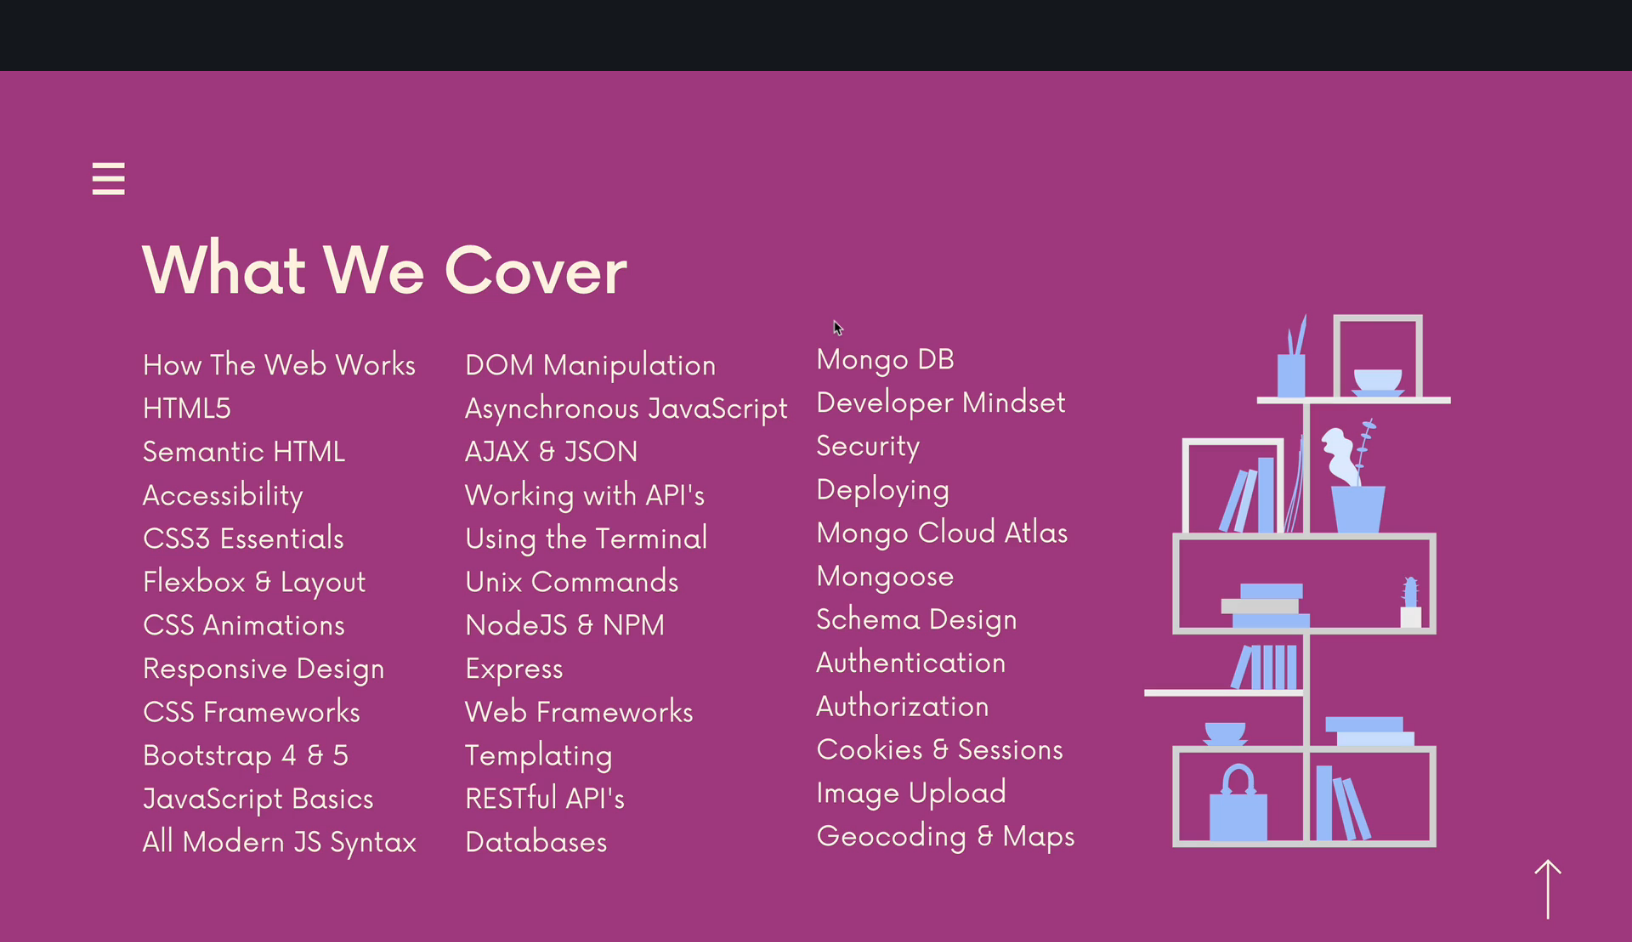 What We Cover
How The Web Works
HTML5
Semantic HTML
Accessibility
CSS3 Essentials
Flexbox & Layout
CSS Animations
Responsive Design
CSS Frameworks
Bootstrap 4 & 5
JavaScript Basics
All Modern JS Syntax
DOM Manipulation
Asynchronous JavaScript
AJAX & JSON
Working with API's
Using the Terminal
Unix Commands
NodeJS & NPM
Express
Web Frameworks
Templating
RESTful API's
Databases
Mongo DB
Developer Mindset
Security
Deploying
Mongo Cloud Atlas
Mongoose
Schema Design
Authentication
Authorization
Cookies & Sessions
Image Upload
Geocoding & Maps